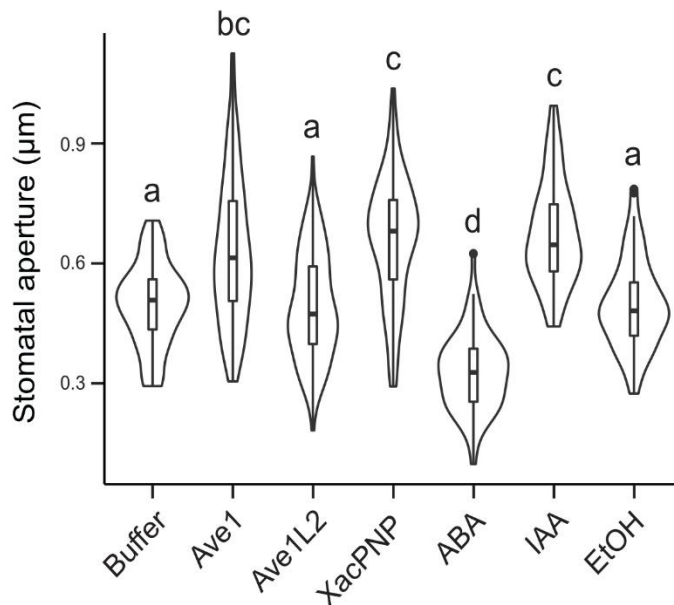 bc
c
c
a
a
a
d
Stomatal aperture (µm)
0.9
0.6
0.3
Buffer
Ave1
Ave1L2
XacPNP
ABA
IAA
EtOH